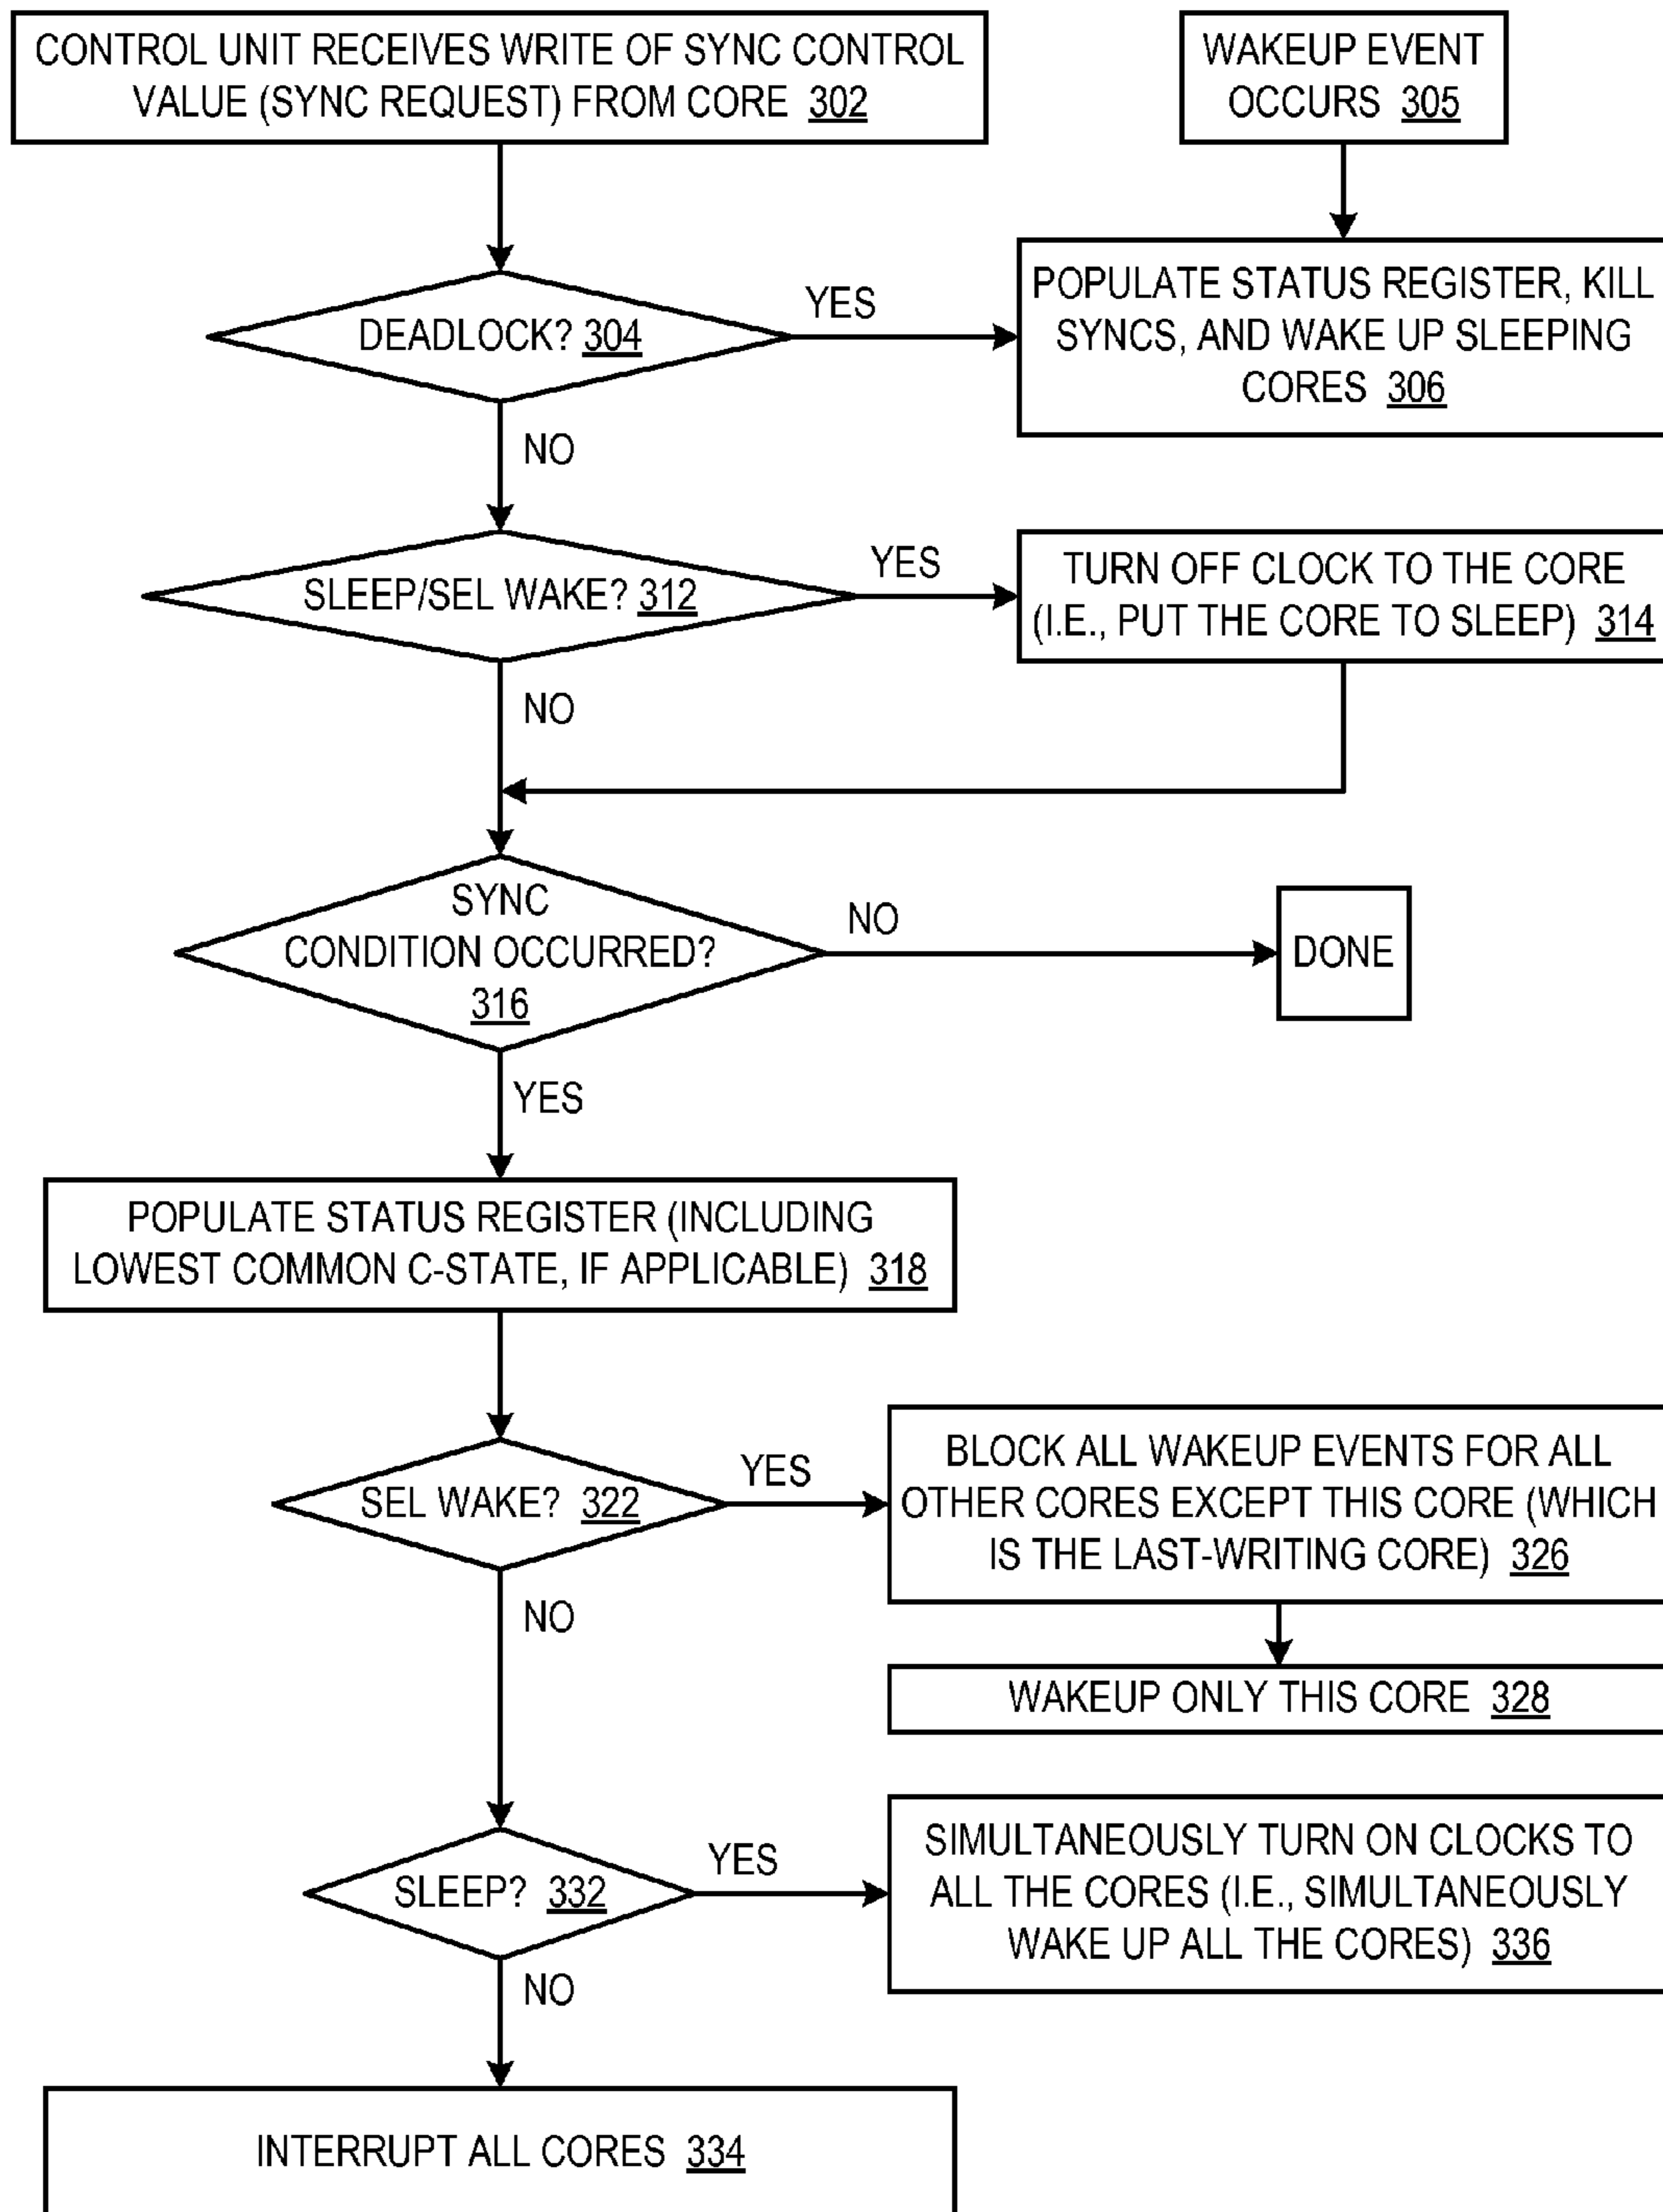 CONTROL UNIT RECEIVES WRITE OF SYNC CONTROL
VALUE (SYNC REQUEST) FROM CORE 302
WAKEUP EVENT
OCCURS 305
DEADLOCK? 304
YES
POPULATE STATUS REGISTER, KILL
SYNCS, AND WAKE UP SLEEPING
CORES 306
NO
SLEEP/SEL WAKE? 312
YES
TURN OFF CLOCK TO THE CORE
(I.E., PUT THE CORE TO SLEEP) 314
NO
SYNC
CONDITION OCCURRED?
316
NO
DONE
YES
POPULATE STATUS REGISTER (INCLUDING
LOWEST COMMON C-STATE, IF APPLICABLE) 318
SEL WAKE? 322
YES
BLOCK ALL WAKEUP EVENTS FOR ALL
OTHER CORES EXCEPT THIS CORE (WHICH
IS THE LAST-WRITING CORE) 326
NO
WAKEUP ONLY THIS CORE 328
SLEEP? 332
YES
SIMULTANEOUSLY TURN ON CLOCKS TO
ALL THE CORES (I.E., SIMULTANEOUSLY
WAKE UP ALL THE CORES) 336
NO
INTERRUPT ALL CORES 334